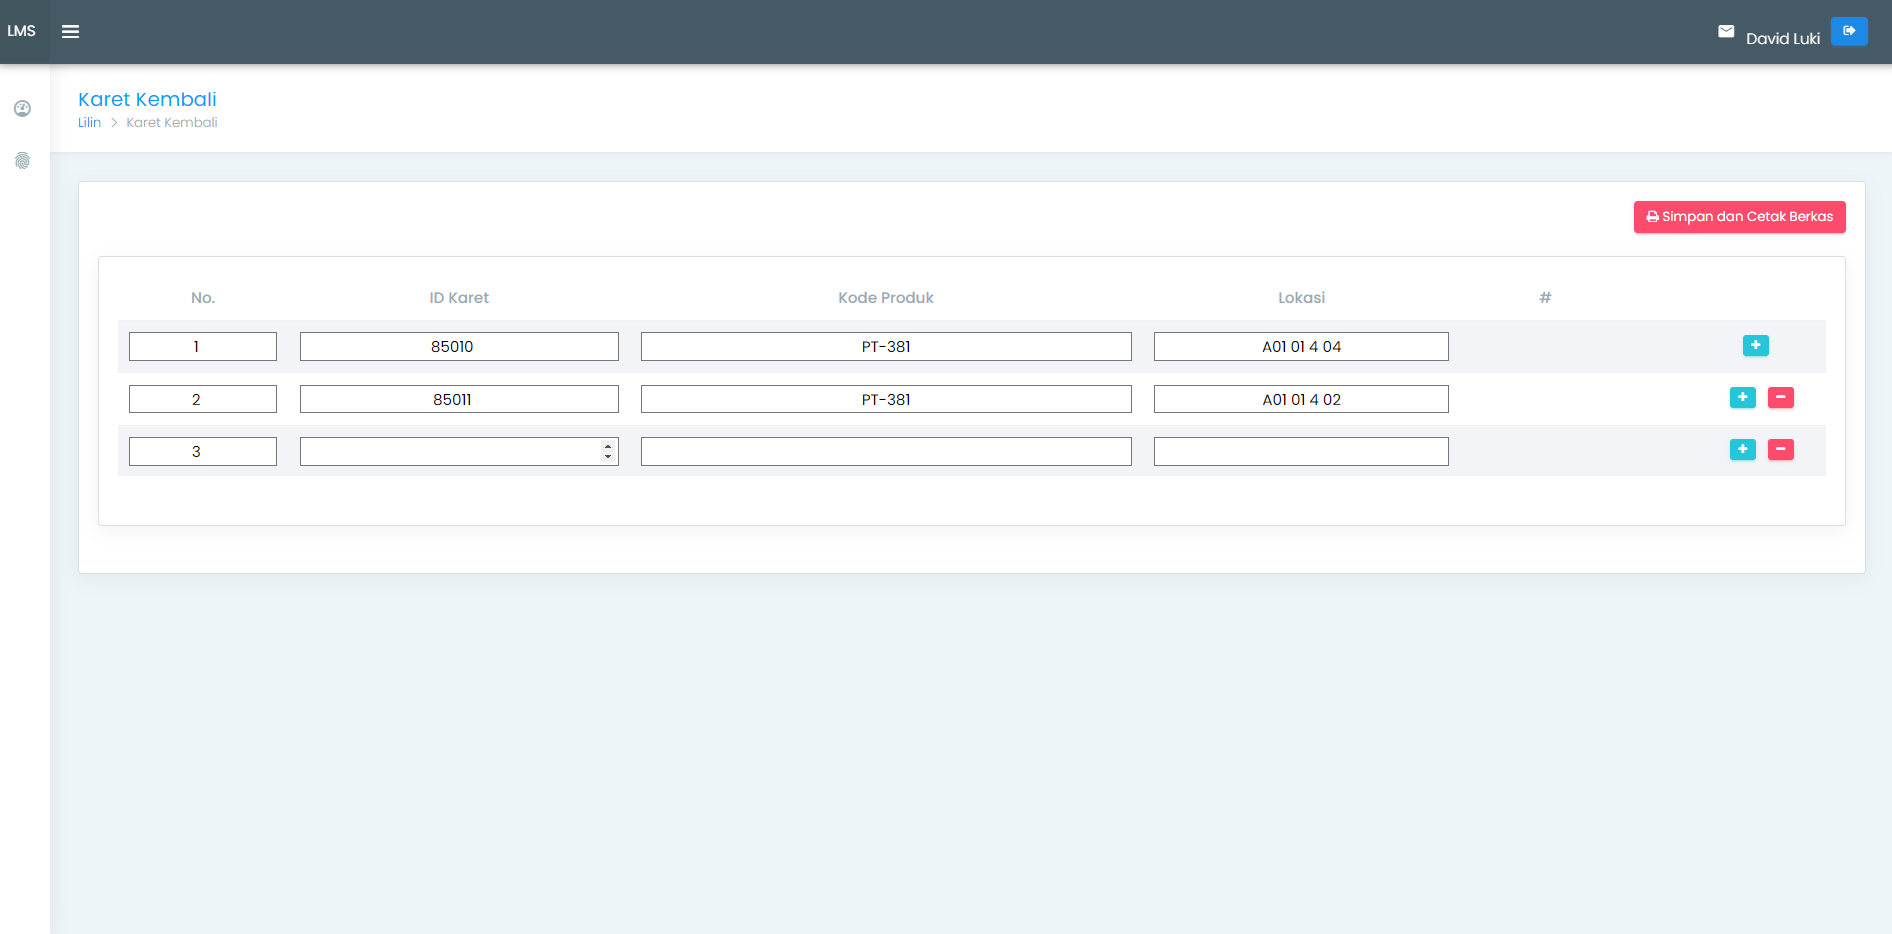 LMS
David Luki
Karet Kembali
Lilin > Karet Kembali
Simpan dan Cetak Berkas
No. ID Karet Kode Produk Lokasi #
1 85010 PT-381 A01 01 4 04
2 85011 PT-381 A01 01 4 02
3